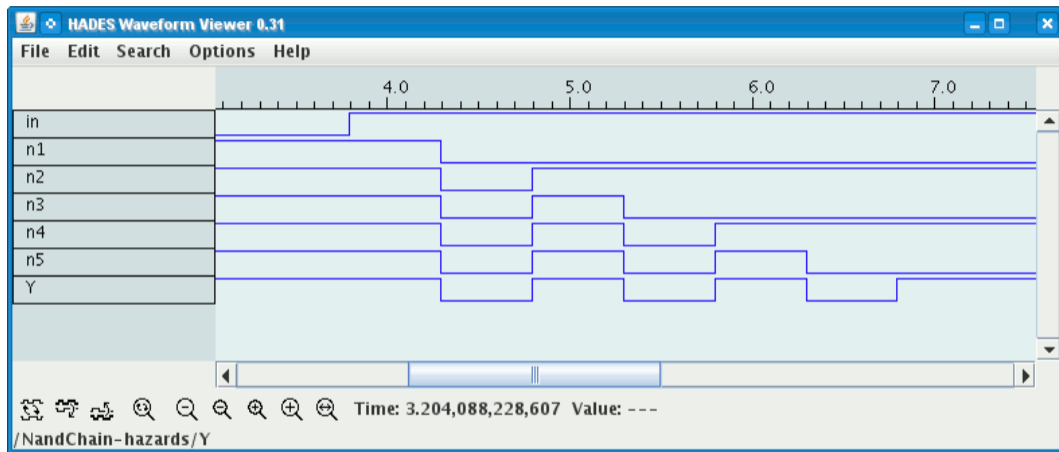 HADES Waveform Viewer 0.31
File Edit Search Options Help
4.0 5.0 6.0 7.0
in
n1
n2
n3
n4
n5
Y
Time: 3.204,088,228,607 Value: ---
/NandChain-hazards/Y